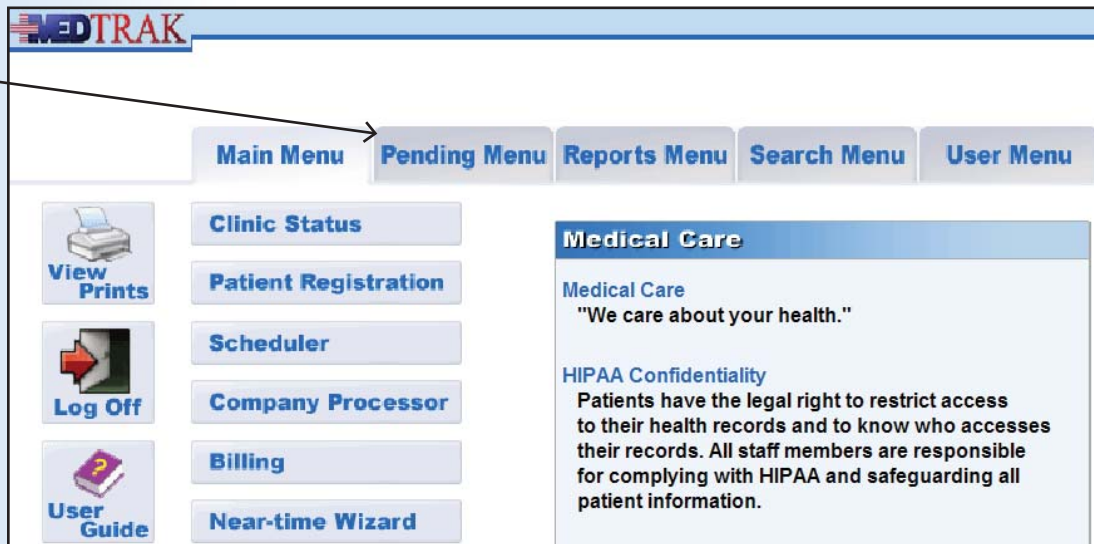 MEDTRAK
Main Menu
Pending Menu
Reports Menu
Search Menu
User Menu
View
Prints
Log Off
User
Guide
Clinic Status
Patient Registration
Scheduler
Company Processor
Billing
Near-time Wizard
Medical Care
Medical Care
"We care about your health."
HIPAA Confidentiality
Patients have the legal right to restrict access
to their health records and to know who accesses
their records. All staff members are responsible
for complying with HIPAA and safeguarding all
patient information.